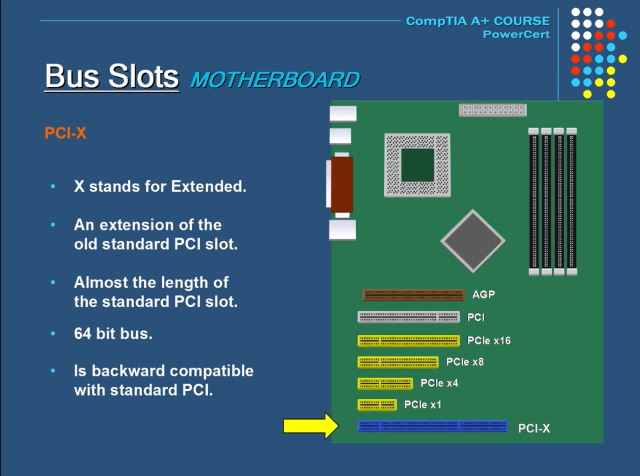 CompTIA A+ COURSE
PowerCert
Bus Slots MOTHERBOARD
PCI-X
• X stands for Extended.
• An extension of the
old standard PCI slot.
• Almost the length of
the standard PCI slot.
• 64 bit bus.
• Is backward compatible
with standard PCI.
AGP
PCI
PCIe x16
PCIe x8
PCIe x4
PCIe x1
PCI-X